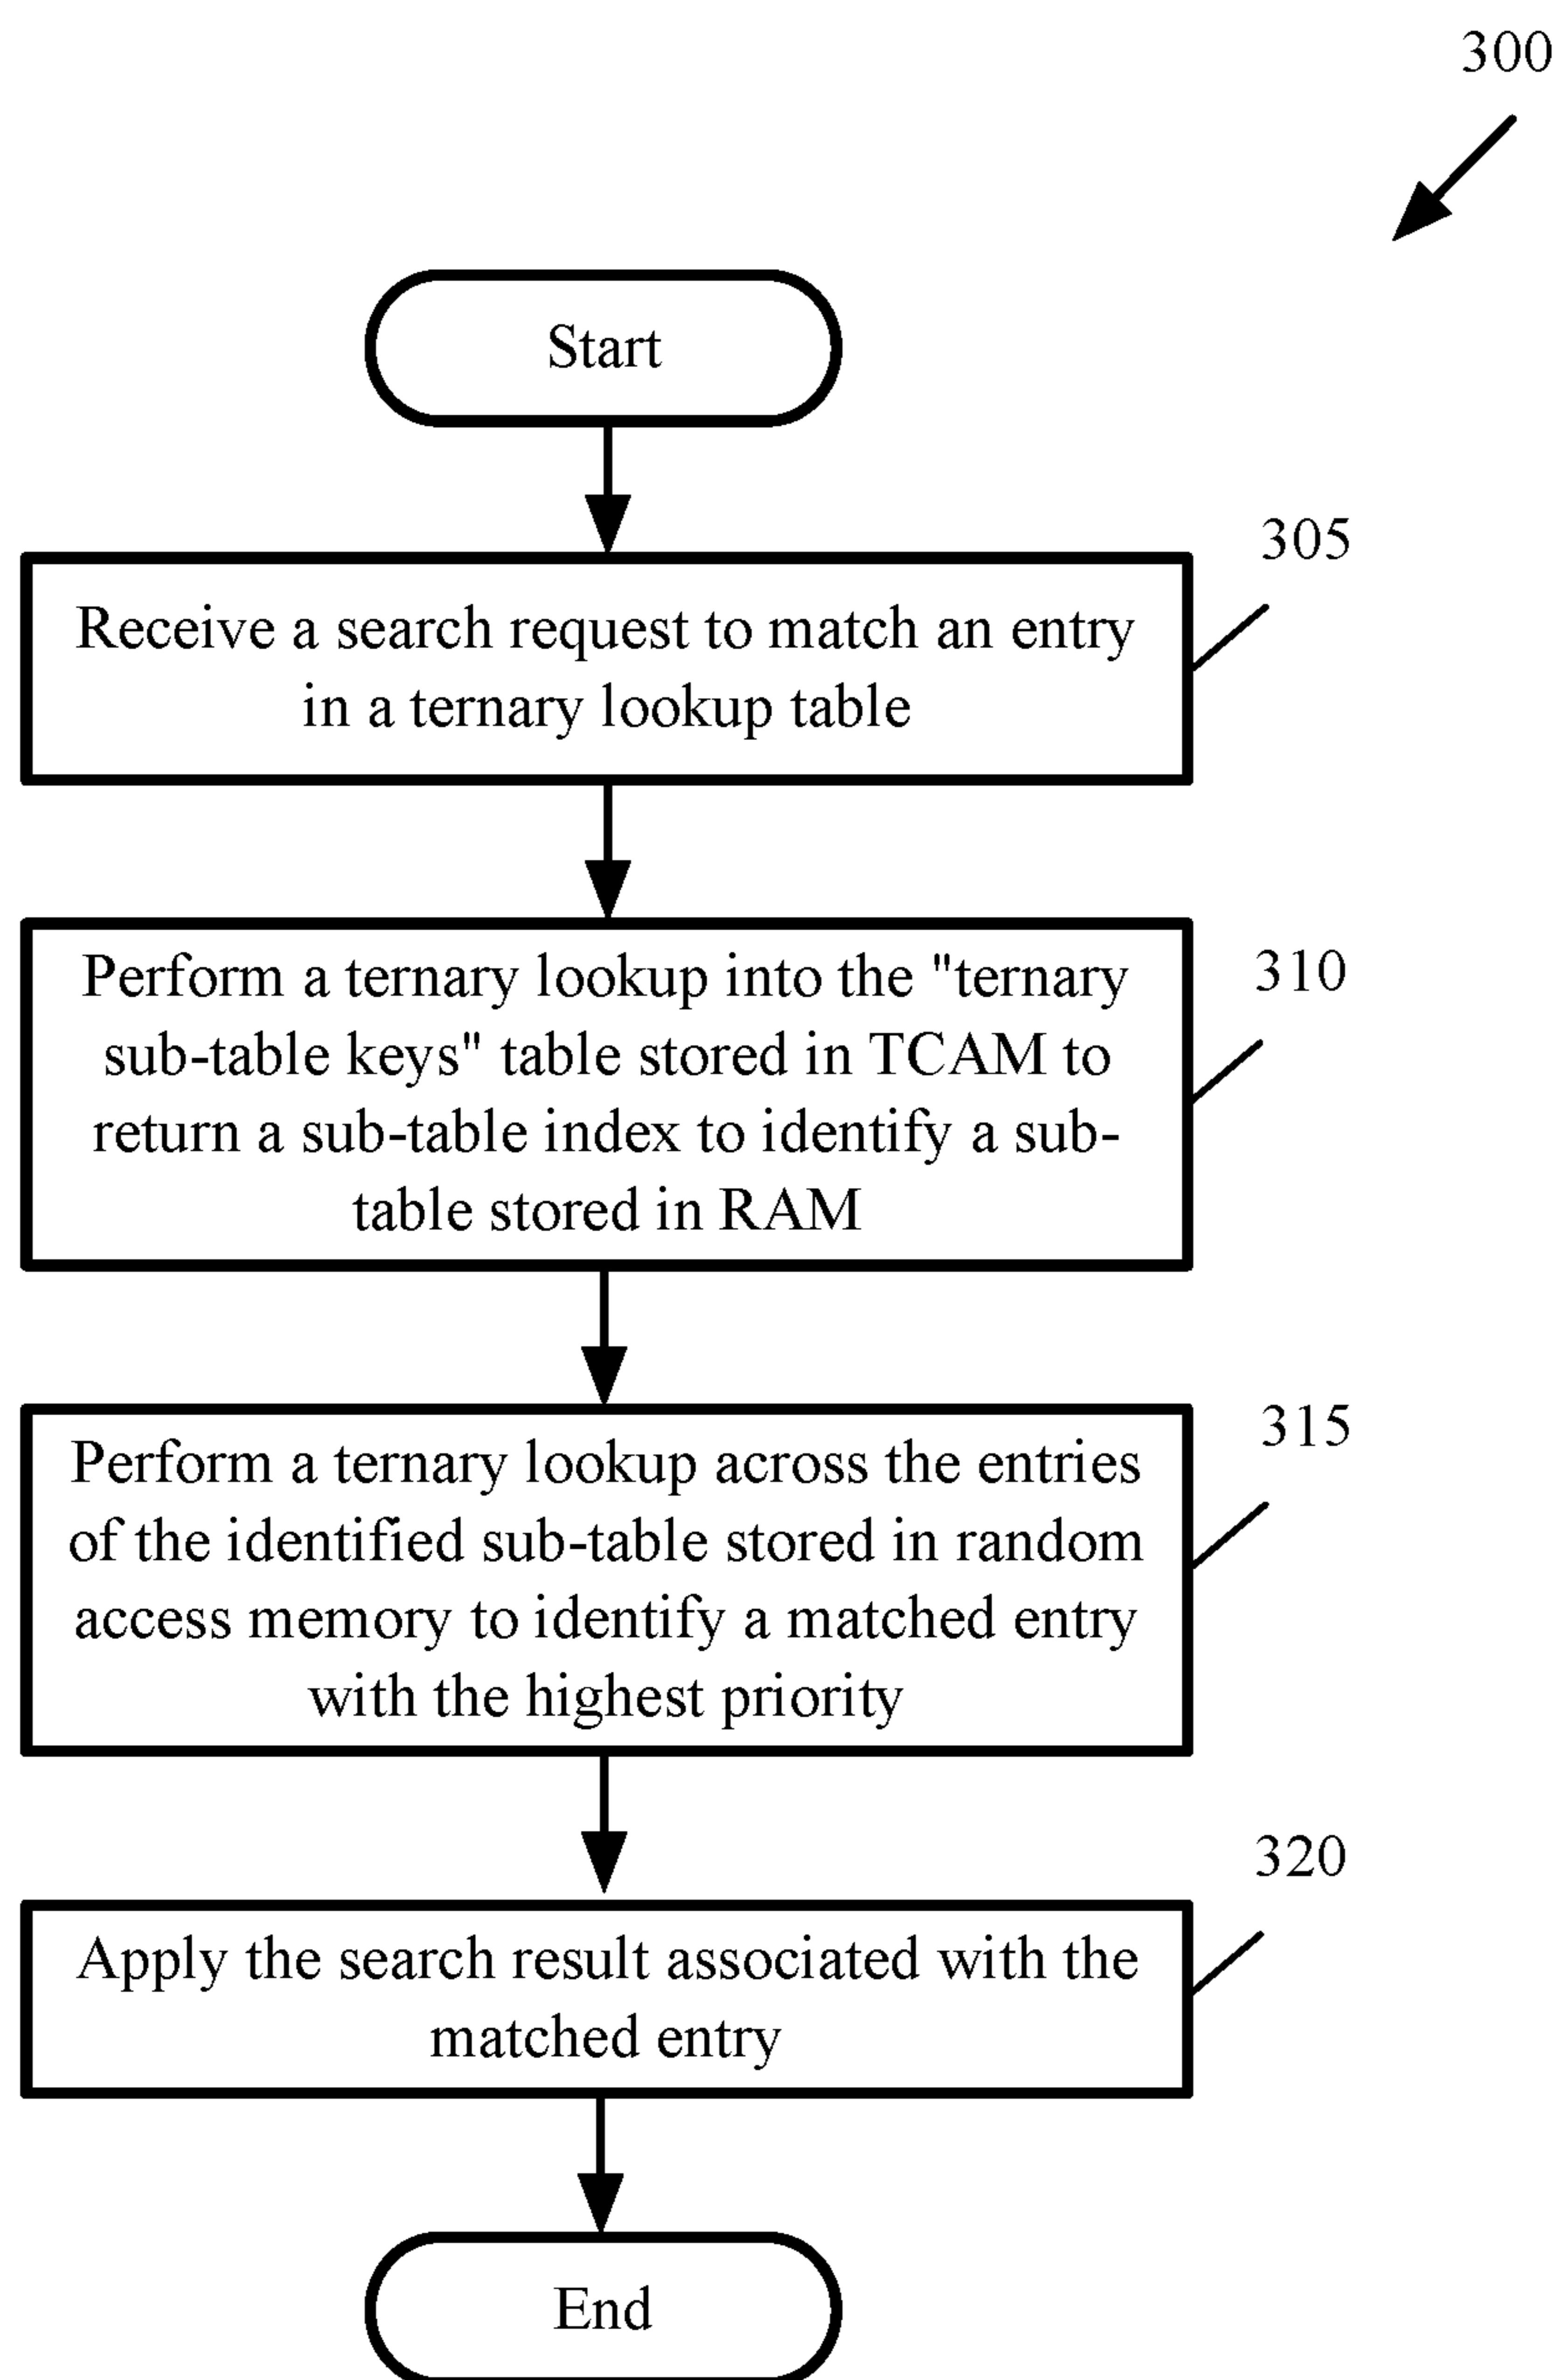 300
Start
305
Receive a search request to match an entry
in a ternary lookup table
310
Perform a ternary lookup into the "ternary
sub-table keys" table stored in TCAM to
return a sub-table index to identify a sub-
table stored in RAM
315
Perform a ternary lookup across the entries
of the identified sub-table stored in random
access memory to identify a matched entry
with the highest priority
320
Apply the search result associated with the
matched entry
End